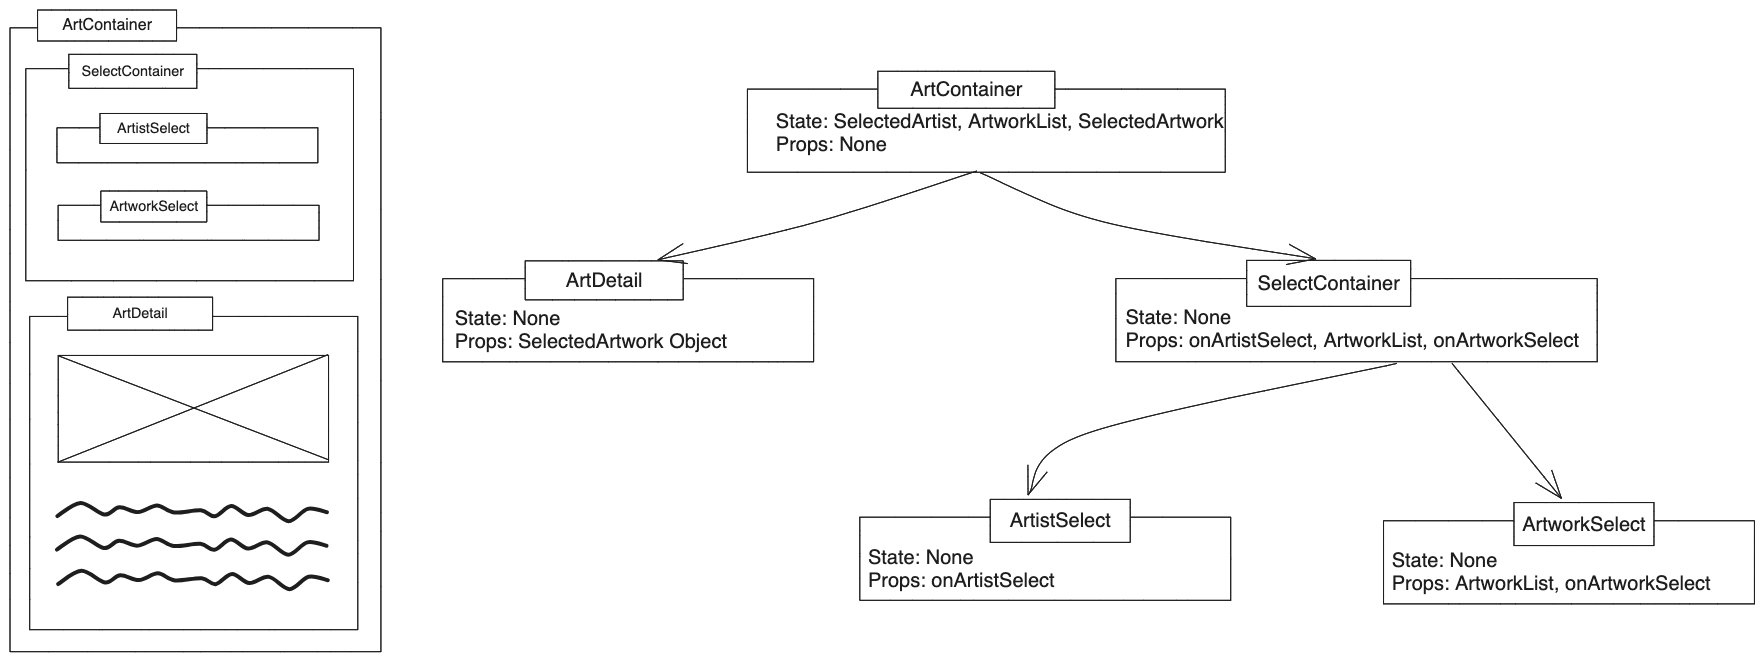 ArtContainer
SelectContainer
ArtistSelect
ArtworkSelect
ArtDetail
ArtContainer
State: SelectedArtist, ArtworkList, SelectedArtwork
Props: None
ArtDetail
State: None
Props: SelectedArtwork Object
SelectContainer
State: None
Props: onArtistSelect, ArtworkList, onArtworkSelect
ArtistSelect
State: None
Props: onArtistSelect
ArtworkSelect
State: None
Props: ArtworkList, onArtworkSelect